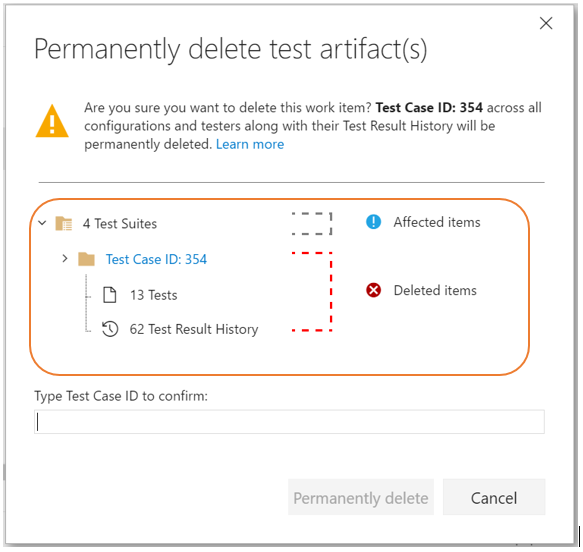 Permanently delete test artifact(s)
Are you sure you want to delete this work item? Test Case ID: 354 across all
configurations and testers along with their Test Result History will be
permanently deleted. Learn more
4 Test Suites
Affected items
Test Case ID: 354
13 Tests
Deleted items
62 Test Result History
Type Test Case ID to confirm:
Permanently delete
Cancel